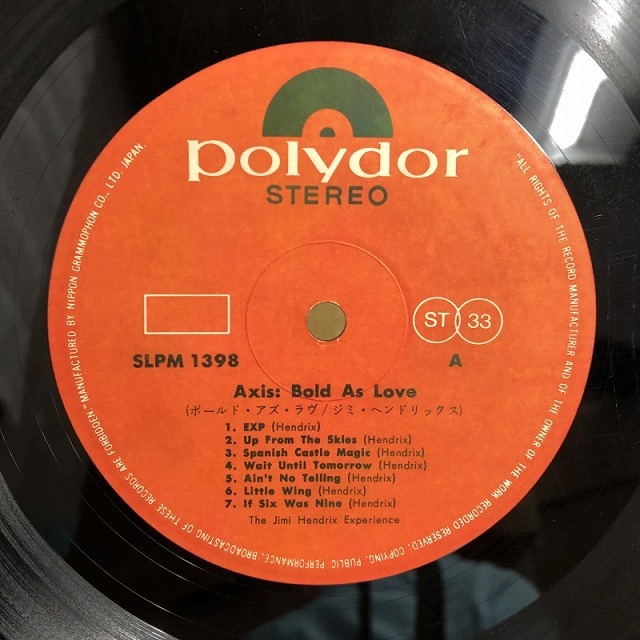 polydor
STEREO
ST 33
SLPM 1398
A
Axis: Bold As Love
(ボールド・アズ・ラヴ/ジミ・ヘンドリックス)
1. EXP (Hendrix)
2. Up From The Skies (Hendrix)
3. Spanish Castle Magic (Hendrix)
4. Wait Until Tomorrow (Hendrix)
5. Ain't No Telling (Hendrix)
6. Little Wing (Hendrix)
7. If Six Was Nine (Hendrix)
The Jimi Hendrix Experience
"ALL RIGHTS OF THE RECORD MANUFACTURER AND OF THE OWNER OF THE WORK RECORDED RESERVED. COPYING, PUBLIC PERFORMANCE, BROADCASTING OF THESE RECORDS ARE FORBIDDEN." MANUFACTURED BY NIPPON GRAMMOPHON CO., LTD. JAPAN.